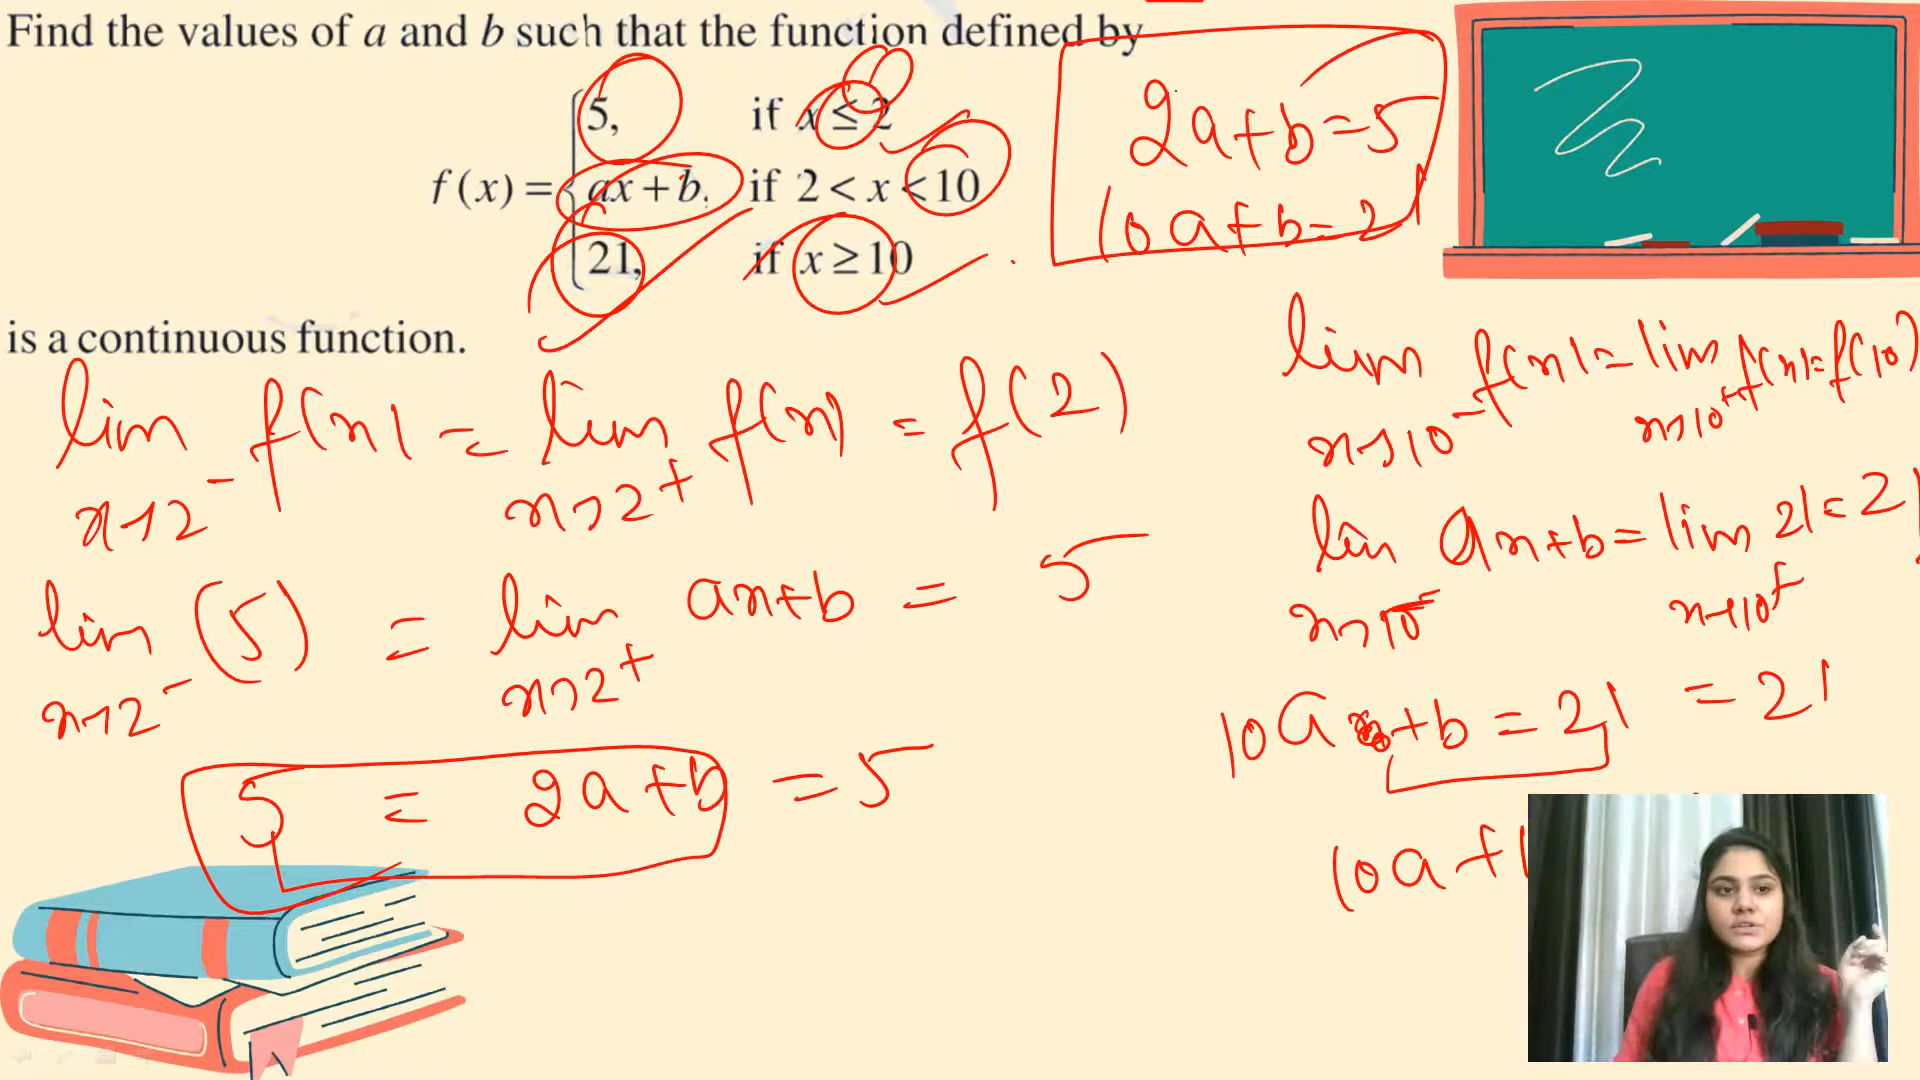 Find the values of a and b such that the function defined by
f(x) = { 5, if x ≤ 2
ax + b, if 2 < x < 10
21, if x ≥ 10
is a continuous function.
2a+b=5
10a+b=21
lim x→2⁻ f(x) = lim x→2⁺ f(x) = f(2)
lim x→2⁻ (5) = lim x→2⁺ ax+b = 5
5 = 2a+b = 5
lim x→10⁻ f(x) = lim x→10⁺ f(x) = f(10)
lim x→10⁻ ax+b = lim x→10⁺ 21 = 21
10a+b = 21 = 21
10a+